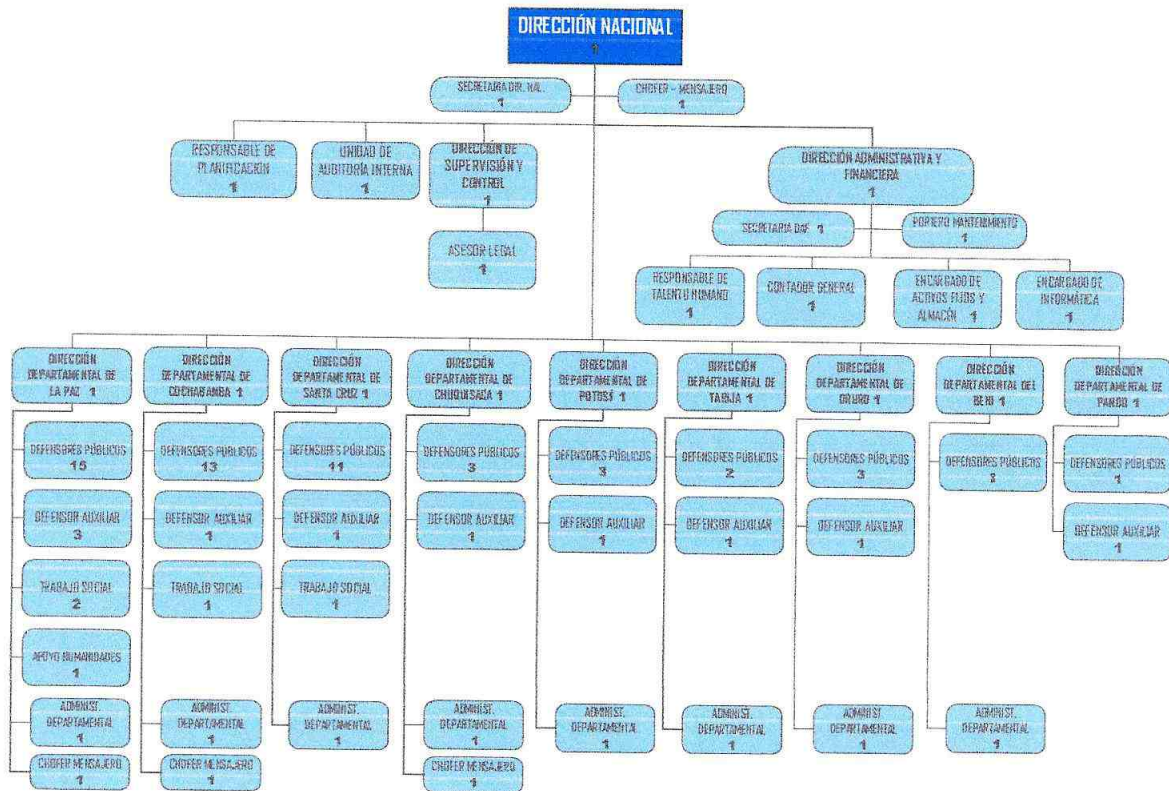 DIRECCIÓN NACIONAL
1
SECRETARIA DIR. NAL.
1
CHOFER - MENSAJERO
1
RESPONSABLE DE
PLANIFICACIÓN
1
UNIDAD DE
AUDITORÍA INTERNA
1
DIRECCIÓN DE
SUPERVISIÓN Y
CONTROL
1
ASESOR LEGAL
1
DIRECCIÓN ADMINISTRATIVA Y
FINANCIERA
1
SECRETARIA DAF 1
PORTERO MANTENIMIENTO
1
RESPONSABLE DE
TALENTO HUMANO
1
CONTADOR GENERAL
1
ENCARGADO DE
ACTIVOS FIJOS Y
ALMACÉN 1
ENCARGADO DE
INFORMÁTICA
1
DIRECCIÓN
DEPARTAMENTAL DE
LA PAZ 1
DEFENSORES PÚBLICOS
15
DEFENSOR AUXILIAR
3
TRABAJO SOCIAL
2
APOYO HUMANIDADES
1
ADMINIST.
DEPARTAMENTAL
1
CHOFER MENSAJERO
1
DIRECCIÓN
DEPARTAMENTAL DE
COCHABAMBA 1
DEFENSORES PÚBLICOS
13
DEFENSOR AUXILIAR
1
TRABAJO SOCIAL
1
ADMINIST.
DEPARTAMENTAL
1
CHOFER MENSAJERO
1
DIRECCIÓN
DEPARTAMENTAL DE
SANTA CRUZ 1
DEFENSORES PÚBLICOS
11
DEFENSOR AUXILIAR
1
TRABAJO SOCIAL
1
ADMINIST.
DEPARTAMENTAL
1
DIRECCIÓN
DEPARTAMENTAL DE
CHUQUISACA 1
DEFENSORES PÚBLICOS
3
DEFENSOR AUXILIAR
1
ADMINIST.
DEPARTAMENTAL
1
CHOFER MENSAJERO
1
DIRECCIÓN
DEPARTAMENTAL DE
POTOSÍ 1
DEFENSORES PÚBLICOS
3
DEFENSOR AUXILIAR
1
ADMINIST.
DEPARTAMENTAL
1
DIRECCIÓN
DEPARTAMENTAL DE
TARIJA 1
DEFENSORES PÚBLICOS
2
DEFENSOR AUXILIAR
1
ADMINIST.
DEPARTAMENTAL
1
DIRECCIÓN
DEPARTAMENTAL DE
ORURO 1
DEFENSORES PÚBLICOS
3
DEFENSOR AUXILIAR
1
ADMINIST.
DEPARTAMENTAL
1
DIRECCIÓN
DEPARTAMENTAL DEL
BENI 1
DEFENSORES PÚBLICOS
ADMINIST.
DEPARTAMENTAL
1
DIRECCIÓN
DEPARTAMENTAL DE
PANDO 1
DEFENSORES PÚBLICOS
1
DEFENSOR AUXILIAR
1